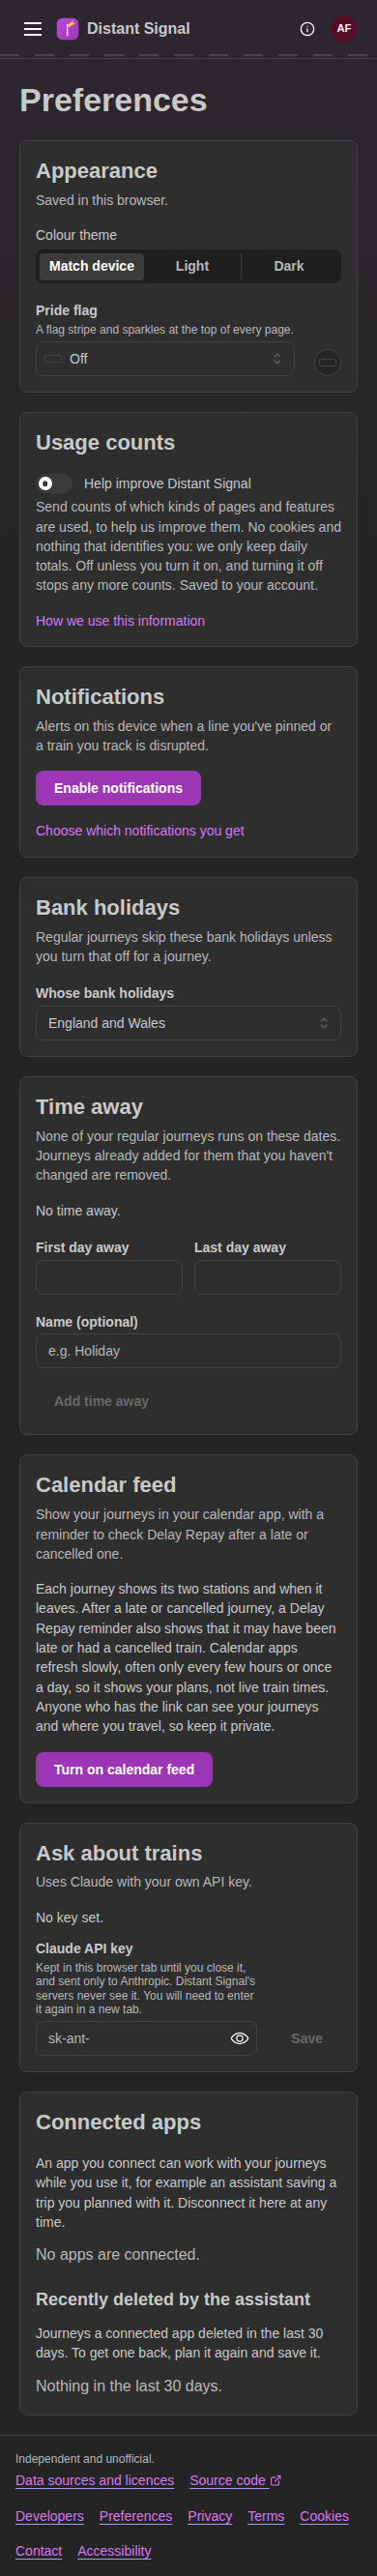 Distant Signal
AF
Preferences
Appearance
Saved in this browser.
Colour theme
Match device
Light
Dark
Pride flag
A flag stripe and sparkles at the top of every page.
Off
Usage counts
Help improve Distant Signal
Send counts of which kinds of pages and features
are used, to help us improve them. No cookies and
nothing that identifies you: we only keep daily
totals. Off unless you turn it on, and turning it off
stops any more counts. Saved to your account.
How we use this information
Notifications
Alerts on this device when a line you've pinned or
a train you track is disrupted.
Enable notifications
Choose which notifications you get
Bank holidays
Regular journeys skip these bank holidays unless
you turn that off for a journey.
Whose bank holidays
England and Wales
Time away
None of your regular journeys runs on these dates.
Journeys already added for them that you haven't
changed are removed.
No time away.
First day away
Last day away
Name (optional)
e.g. Holiday
Add time away
Calendar feed
Show your journeys in your calendar app, with a
reminder to check Delay Repay after a late or
cancelled one.
Each journey shows its two stations and when it
leaves. After a late or cancelled journey, a Delay
Repay reminder also shows that it may have been
late or had a cancelled train. Calendar apps
refresh slowly, often only every few hours or once
a day, so it shows your plans, not live train times.
Anyone who has the link can see your journeys
and where you travel, so keep it private.
Turn on calendar feed
Ask about trains
Uses Claude with your own API key.
No key set.
Claude API key
Kept in this browser tab until you close it,
and sent only to Anthropic. Distant Signal's
servers never see it. You will need to enter
it again in a new tab.
sk-ant-
Save
Connected apps
An app you connect can work with your journeys
while you use it, for example an assistant saving a
trip you planned with it. Disconnect it here at any
time.
No apps are connected.
Recently deleted by the assistant
Journeys a connected app deleted in the last 30
days. To get one back, plan it again and save it.
Nothing in the last 30 days.
Independent and unofficial.
Data sources and licences
Source code
Developers
Preferences
Privacy
Terms
Cookies
Contact
Accessibility